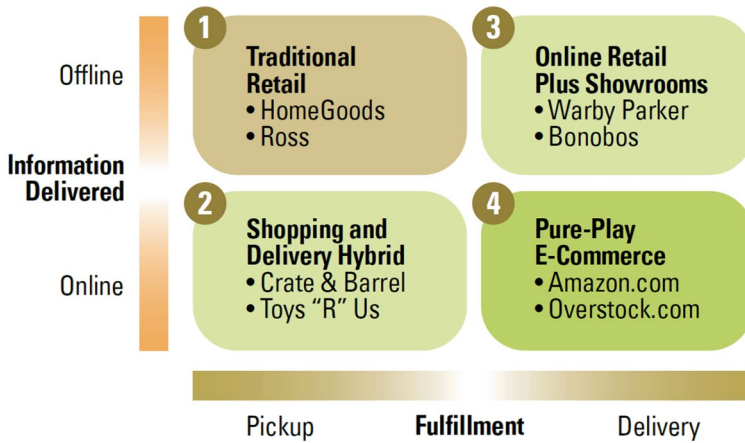 1
Traditional
Retail
• HomeGoods
• Ross
3
Online Retail
Plus Showrooms
• Warby Parker
• Bonobos
Offline
Information
Delivered
Online
2
Shopping and
Delivery Hybrid
• Crate & Barrel
• Toys “R” Us
4
Pure-Play
E-Commerce
• Amazon.com
• Overstock.com
Pickup
Fulfillment
Delivery